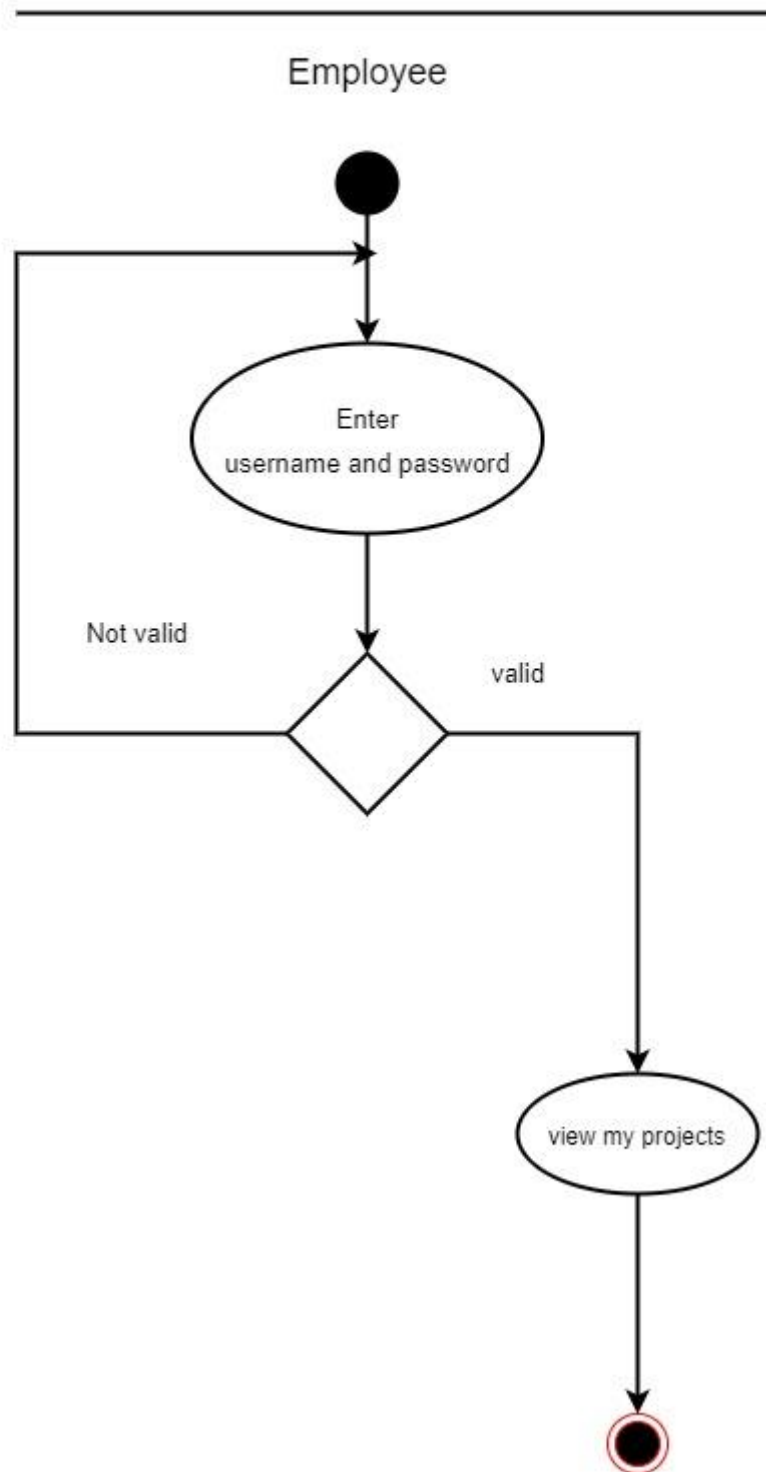 Employee
Enter
username and password
Not valid
valid
view my projects